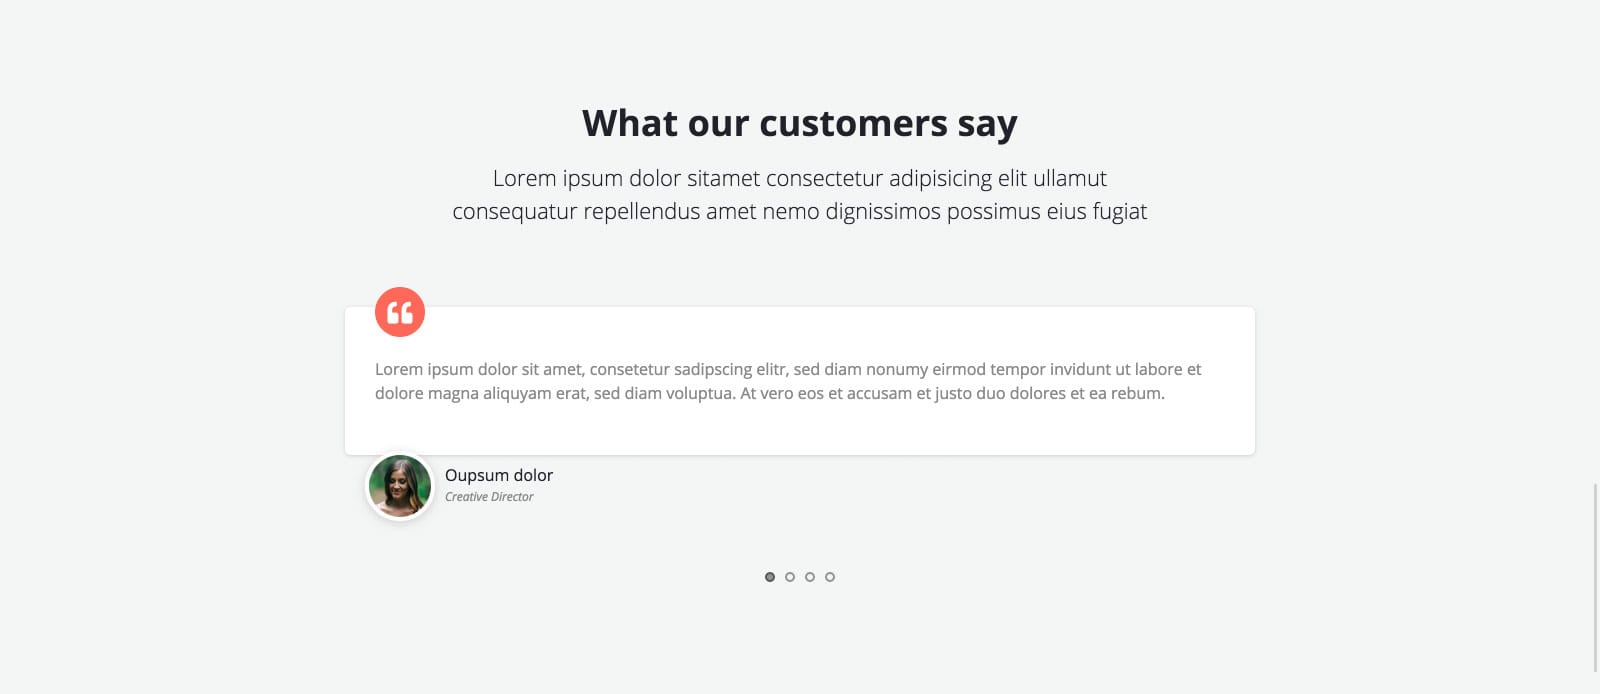 What our customers say
Lorem ipsum dolor sitamet consectetur adipisicing elit ullamut
consequatur repellendus amet nemo dignissimos possimus eius fugiat
Lorem ipsum dolor sit amet, consetetur sadipscing elitr, sed diam nonumy eirmod tempor invidunt ut labore et
dolore magna aliquyam erat, sed diam voluptua. At vero eos et accusam et justo duo dolores et ea rebum.
Oupsum dolor
Creative Director